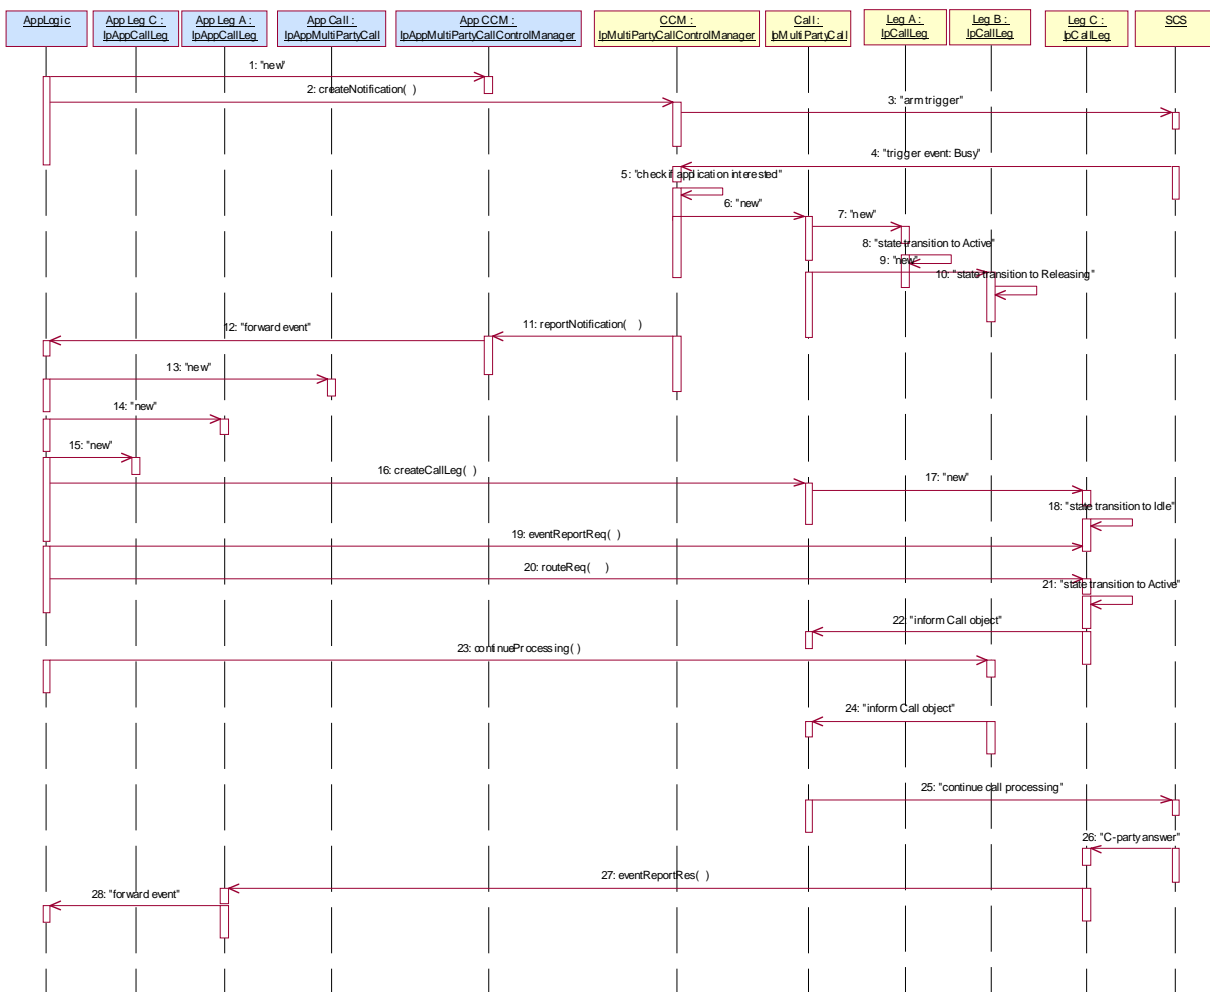 AppLogic
App Leg C :
IpAppCallLeg
App Leg A :
IpAppCallLeg
App Call :
IpAppMultiPartyCall
App CCM :
IpAppMultiPartyCallControlManager
CCM :
IpMultiPartyCallControlManager
Call :
IpMultiPartyCall
Leg A :
IpCallLeg
Leg B :
IpCallLeg
Leg C :
IpCallLeg
SCS
1: "new"
2: createNotification( )
3: "arm trigger"
4: "trigger event: Busy"
5: "check if application interested"
6: "new"
7: "new"
8: "state transition to Active"
9: "new"
10: "state transition to Releasing"
11: reportNotification( )
12: "forward event"
13: "new"
14: "new"
15: "new"
16: createCallLeg( )
17: "new"
18: "state transition to Idle"
19: eventReportReq( )
20: routeReq( )
21: "state transition to Active"
22: "inform Call object"
23: continueProcessing( )
24: "inform Call object"
25: "continue call processing"
26: "C-party answer"
27: eventReportRes( )
28: "forward event"